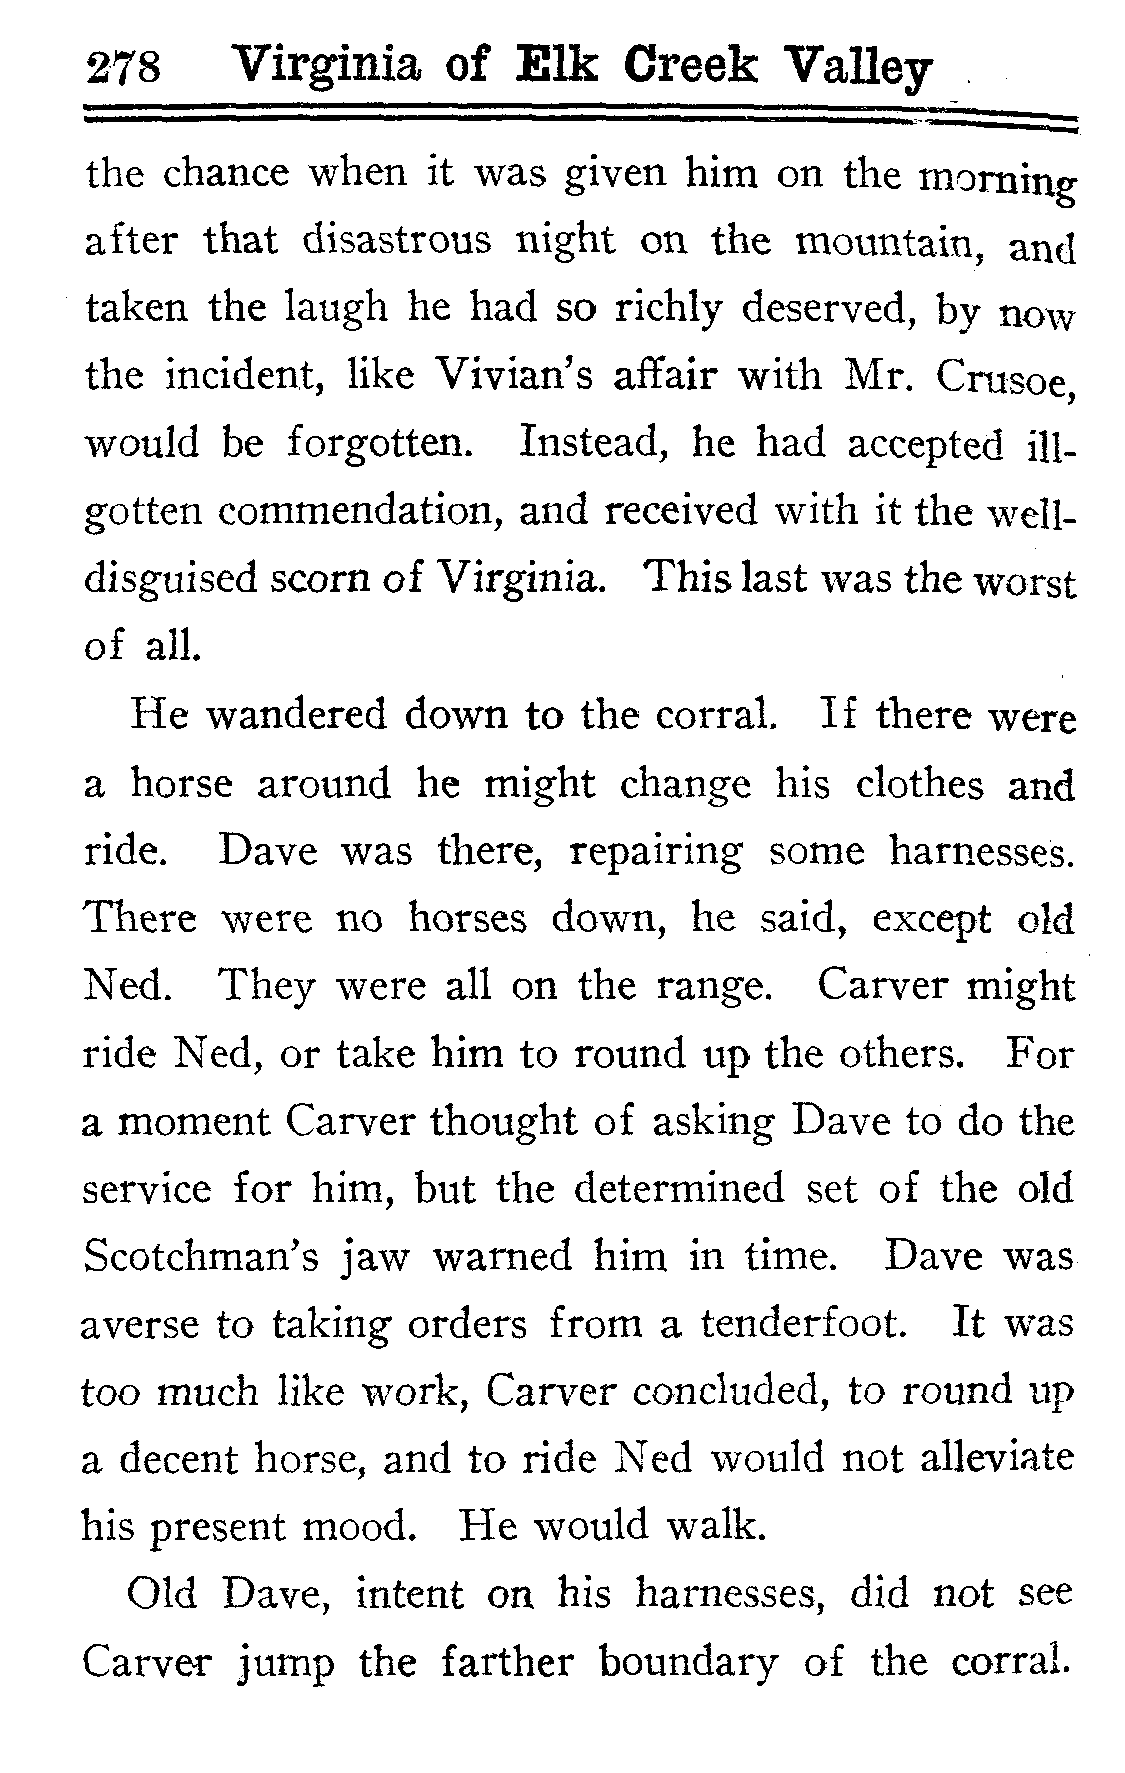 278 Virginia of Elk Creek Valley
the chance when it was given him on the morning
after that disastrous night on the mountain, and
taken the laugh he had so richly deserved, by now
the incident, like Vivian's affair with Mr. Crusoe,
would be forgotten. Instead, he had accepted ill-
gotten commendation, and received with it the well-
disguised scorn of Virginia. This last was the worst
of all.
He wandered down to the corral. If there were
a horse around he might change his clothes and
ride. Dave was there, repairing some harnesses.
There were no horses down, he said, except old
Ned. They were all on the range. Carver might
ride Ned, or take him to round up the others. For
a moment Carver thought of asking Dave to do the
service for him, but the determined set of the old
Scotchman's jaw warned him in time. Dave was
averse to taking orders from a tenderfoot. It was
too much like work, Carver concluded, to round up
a decent horse, and to ride Ned would not alleviate
his present mood. He would walk.
Old Dave, intent on his harnesses, did not see
Carver jump the farther boundary of the corral.